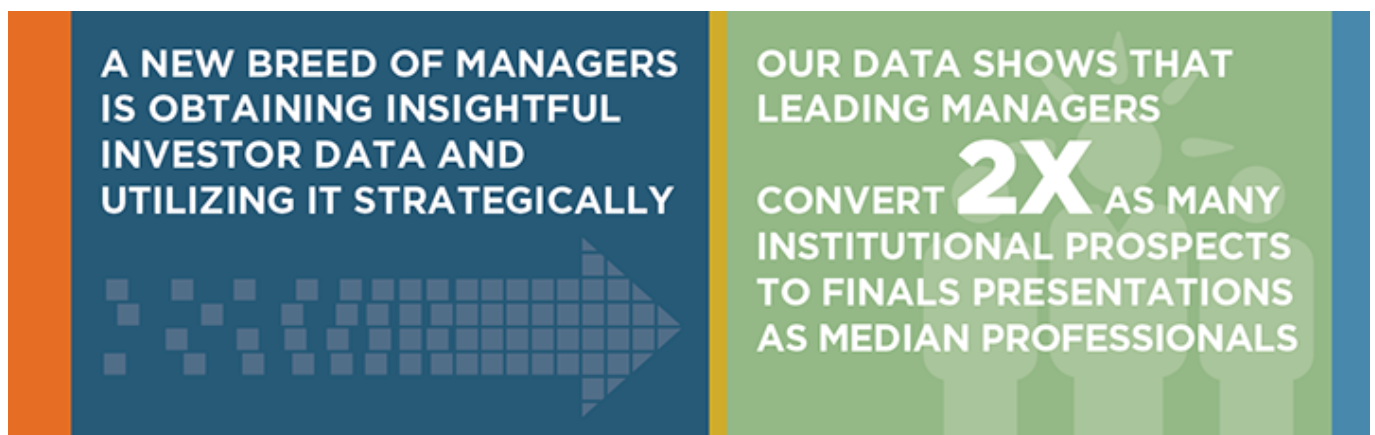 A NEW BREED OF MANAGERS
IS OBTAINING INSIGHTFUL
INVESTOR DATA AND
UTILIZING IT STRATEGICALLY
OUR DATA SHOWS THAT
LEADING MANAGERS
CONVERT 2X AS MANY
INSTITUTIONAL PROSPECTS
TO FINALS PRESENTATIONS
AS MEDIAN PROFESSIONALS